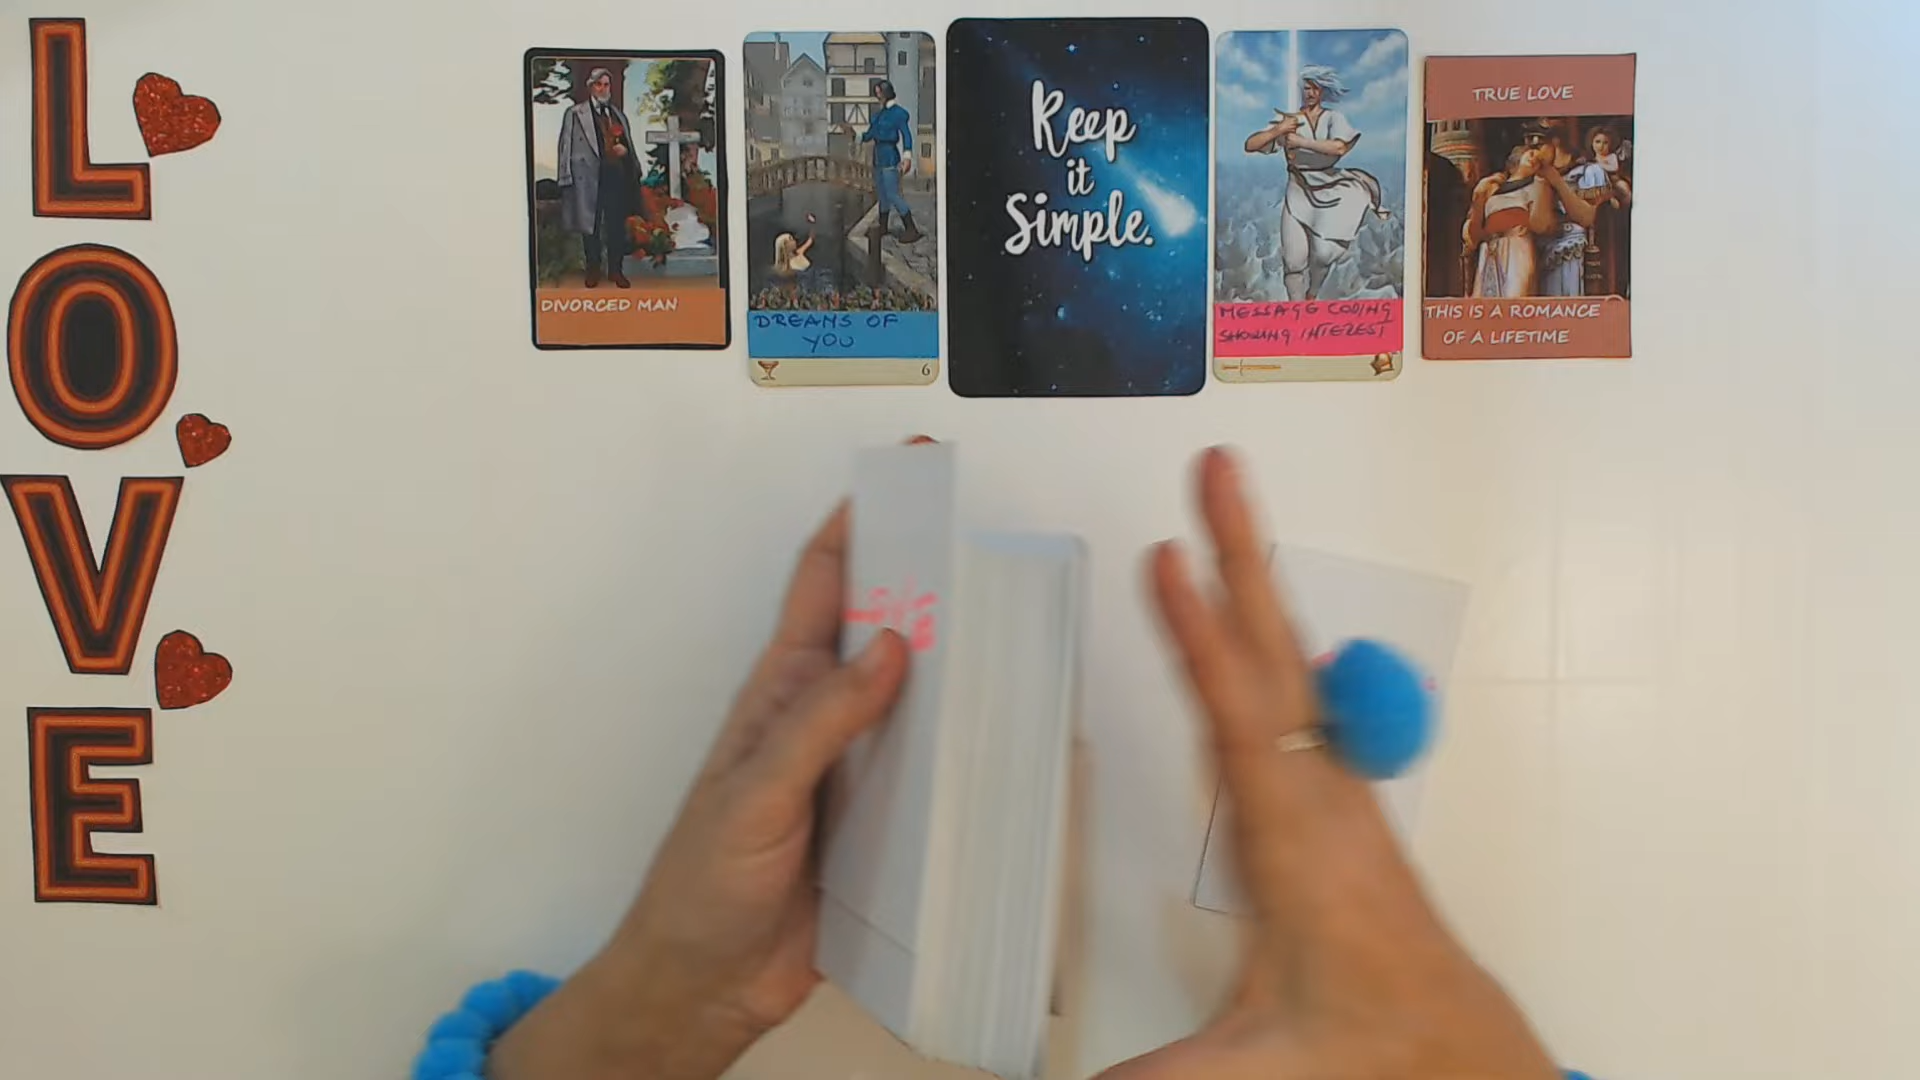 LOVE
DIVORCED MAN
DREAMS OF
YOU
6
Keep
it
Simple.
MESSAGE COMING
SHOWING INTEREST
TRUE LOVE
THIS IS A ROMANCE
OF A LIFETIME